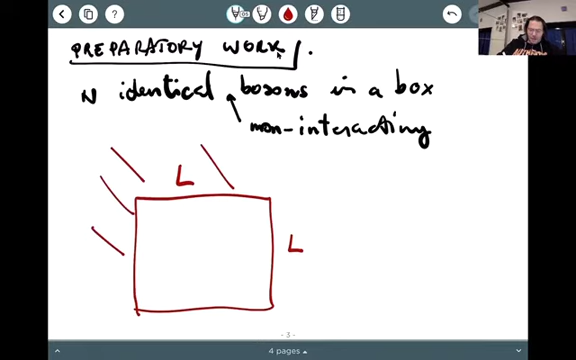 PREPARATORY WORK.
N identical bosons in a box
non-interacting
L
L
- 3 -
4 pages